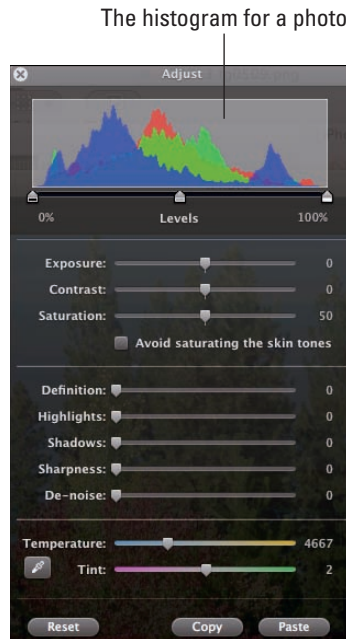 The histogram for a photo
Adjust
0% Levels 100%
Exposure: 0
Contrast: 0
Saturation: 50
Avoid saturating the skin tones
Definition: 0
Highlights: 0
Shadows: 0
Sharpness: 0
De-noise: 0
Temperature: 4667
Tint: 2
Reset Copy Paste